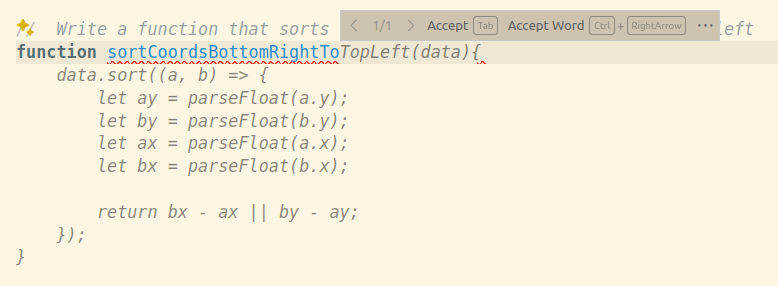 // Write a function that sorts
< 1/1 > Accept Tab Accept Word Ctrl + RightArrow ...
left
function sortCoordsBottomRightToTopLeft(data){
data.sort((a, b) => {
let ay = parseFloat(a.y);
let by = parseFloat(b.y);
let ax = parseFloat(a.x);
let bx = parseFloat(b.x);
return bx - ax || by - ay;
});
}